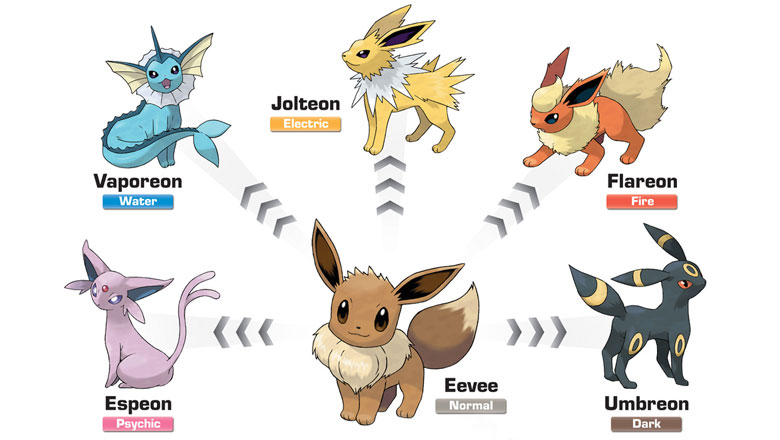 Jolteon
Electric
Vaporeon
Water
Flareon
Fire
Espeon
Psychic
Eevee
Normal
Umbreon
Dark